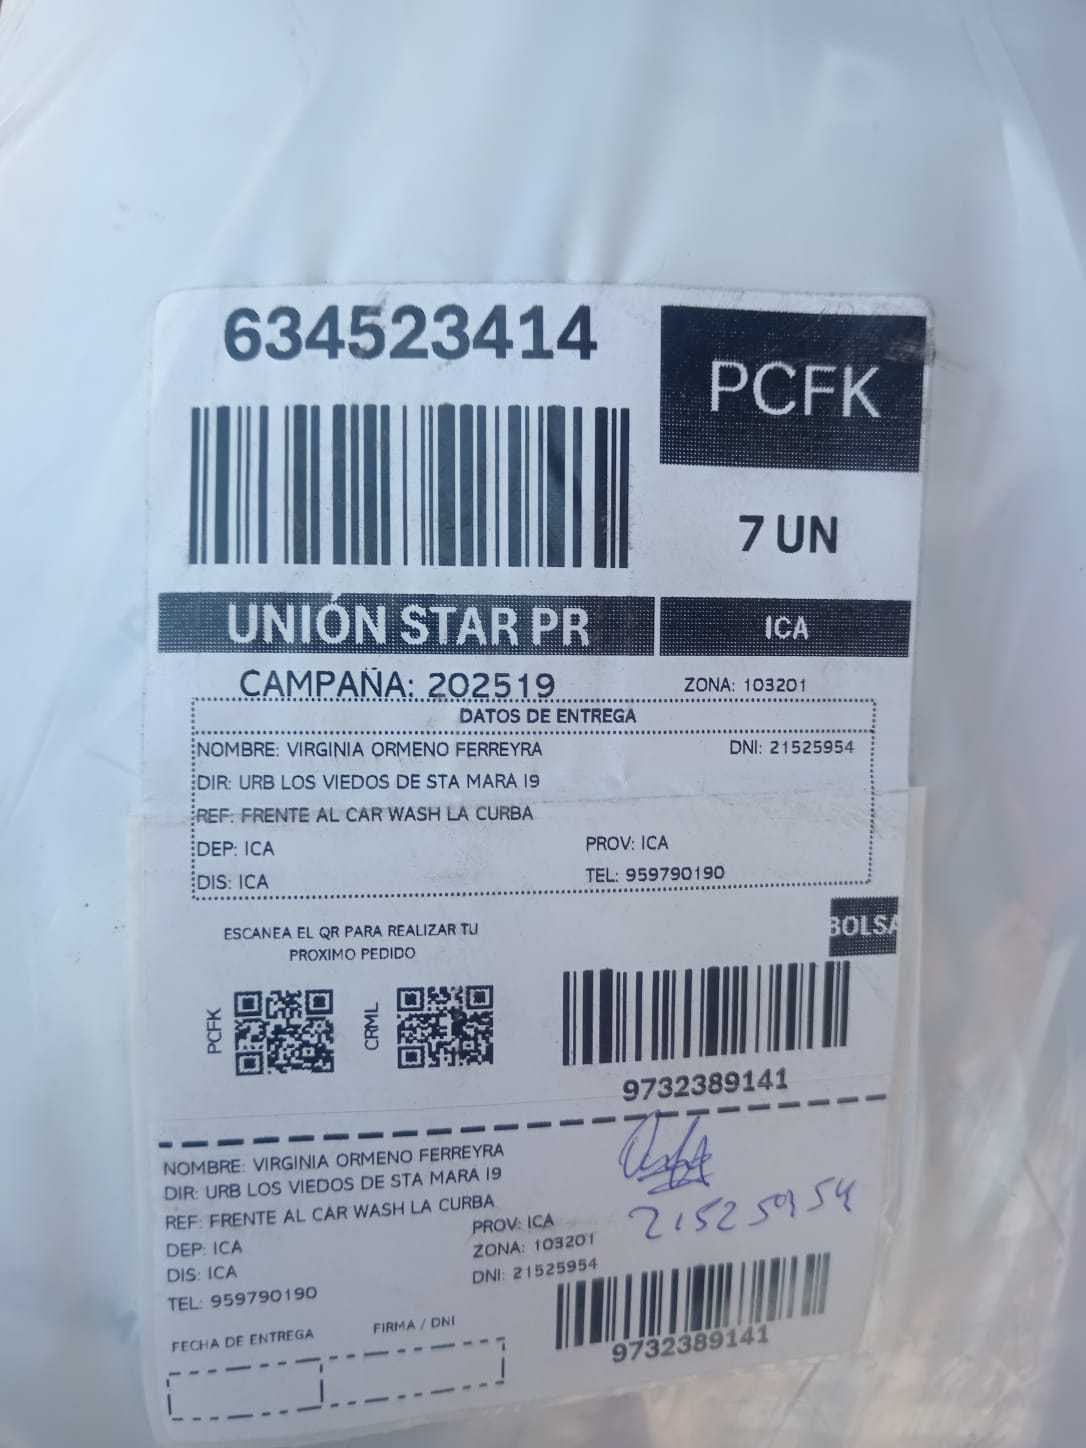 634523414
PCFK
7 UN
UNIÓN STAR PR
ICA
CAMPAÑA: 202519
ZONA: 103201
DATOS DE ENTREGA
NOMBRE: VIRGINIA ORMENO FERREYRA DNI: 21525954
DIR: URB LOS VIEDOS DE STA MARA I9
REF: FRENTE AL CAR WASH LA CURBA
DEP: ICA PROV: ICA
DIS: ICA TEL: 959790190
ESCANEA EL QR PARA REALIZAR TU
PROXIMO PEDIDO
BOLSA
PCFK
CRML
9732389141
NOMBRE: VIRGINIA ORMENO FERREYRA
DIR: URB LOS VIEDOS DE STA MARA I9
REF: FRENTE AL CAR WASH LA CURBA
DEP: ICA PROV: ICA
DIS: ICA ZONA: 103201
TEL: 959790190 DNI: 21525954
21525954
FECHA DE ENTREGA FIRMA / DNI
9732389141